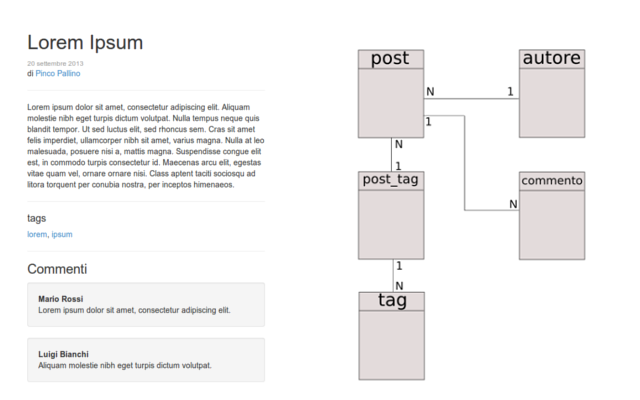 Lorem Ipsum
20 settembre 2013
di Pinco Pallino
Lorem ipsum dolor sit amet, consectetur adipiscing elit. Aliquam
molestie nibh eget turpis dictum volutpat. Nulla tempus neque quis
blandit tempor. Ut sed luctus elit, sed rhoncus sem. Cras sit amet
felis imperdiet, ullamcorper nibh sit amet, varius magna. Nulla at leo
malesuada, posuere nisi a, mattis magna. Suspendisse congue elit
est, in commodo turpis consectetur id. Maecenas arcu elit, egestas
vitae quam vel, ornare ornare nisi. Class aptent taciti sociosqu ad
litora torquent per conubia nostra, per inceptos himenaeos.
tags
lorem, ipsum
Commenti
Mario Rossi
Lorem ipsum dolor sit amet, consectetur adipiscing elit.
Luigi Bianchi
Aliquam molestie nibh eget turpis dictum volutpat.
post
autore
N
1
1
N
1
post_tag
commento
N
1
N
tag